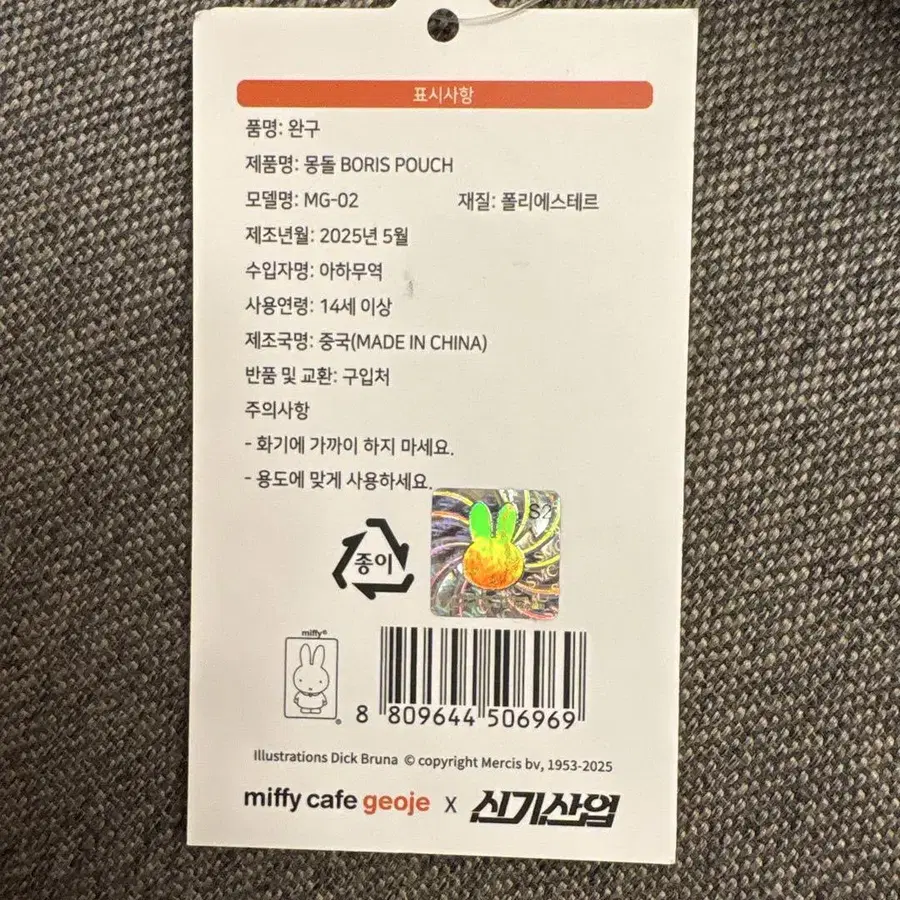 표시사항
품명: 완구
제품명: 몽돌 BORIS POUCH
모델명: MG-02 재질: 폴리에스테르
제조년월: 2025년 5월
수입자명: 아하무역
사용연령: 14세 이상
제조국명: 중국(MADE IN CHINA)
반품 및 교환: 구입처
주의사항
- 화기에 가까이 하지 마세요.
- 용도에 맞게 사용하세요.
종이
S2
miffy®
8 809644 506969
Illustrations Dick Bruna © copyright Mercis bv, 1953-2025
miffy cafe geoje x 신기산업